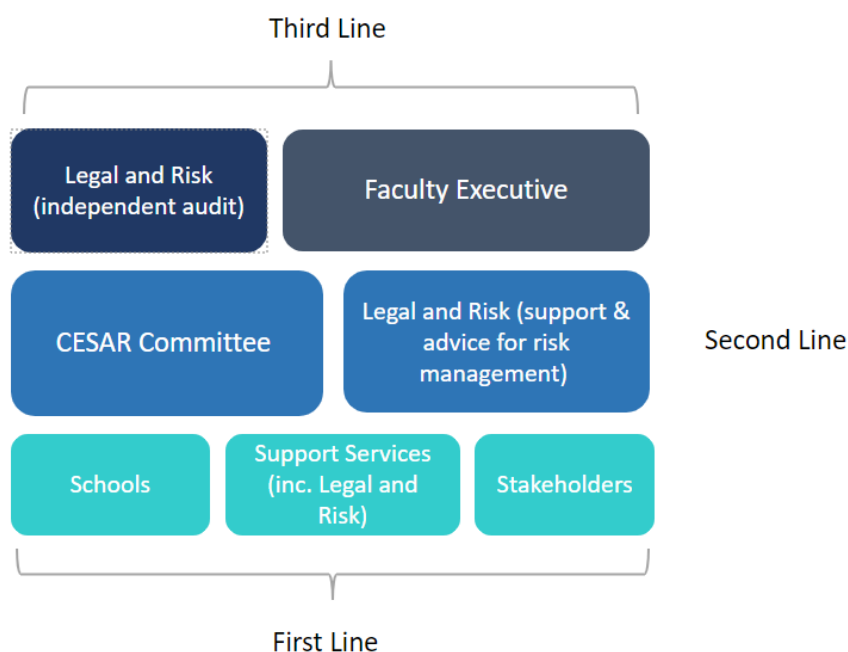 Third Line
Legal and Risk
(independent audit)
Faculty Executive
CESAR Committee
Legal and Risk (support &
advice for risk
management)
Second Line
Schools
Support Services
(inc. Legal and
Risk)
Stakeholders
First Line